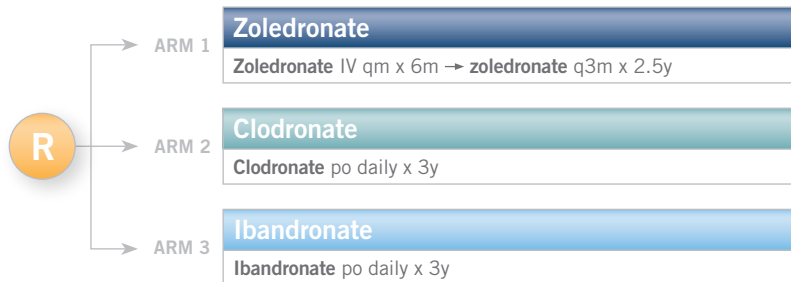 Zoledronate
ARM 1
Zoledronate IV qm x 6m → zoledronate q3m x 2.5y
Clodronate
R
ARM 2
Clodronate po daily x 3y
Ibandronate
ARM 3
Ibandronate po daily x 3y